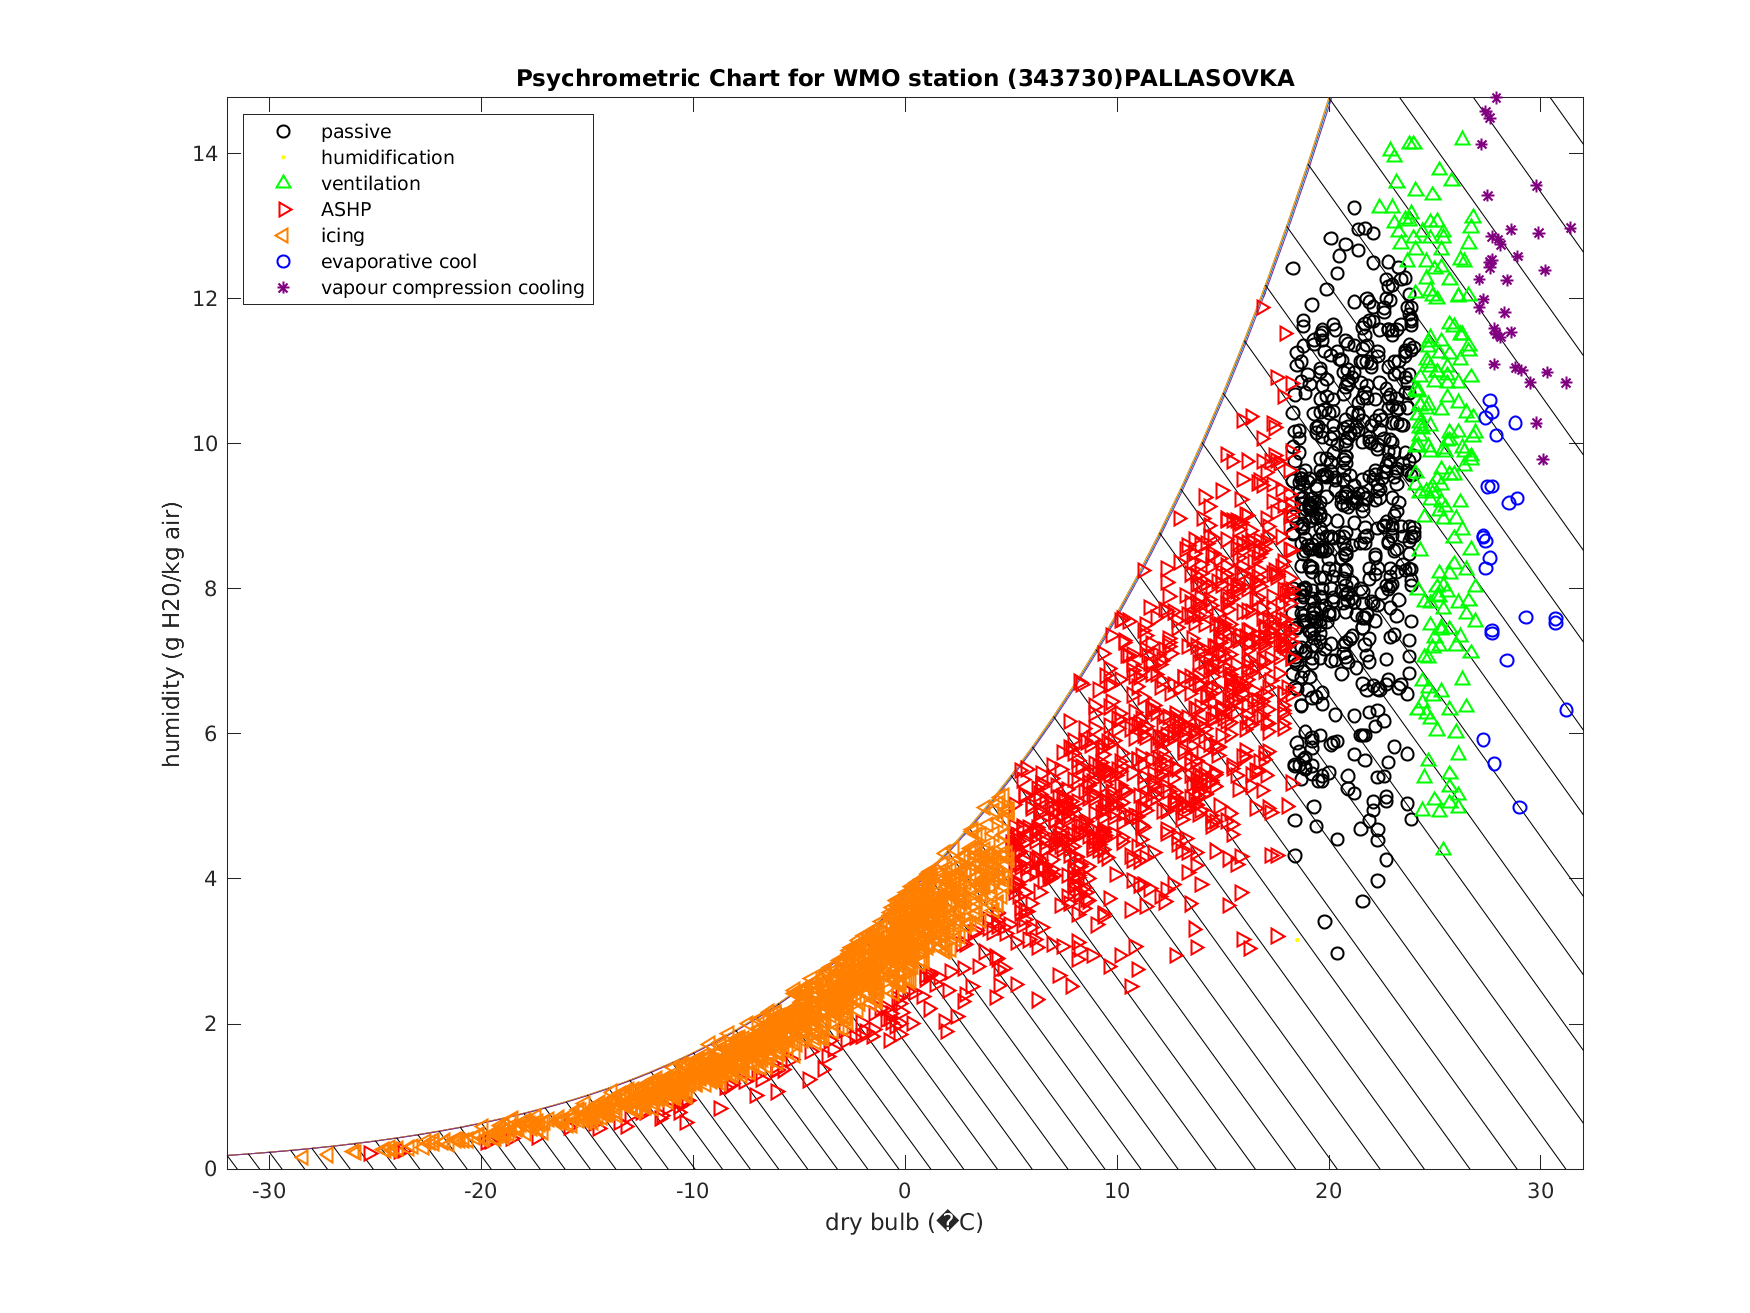 Psychrometric Chart for WMO station (343730)PALLASOVKA
passive
humidification
ventilation
ASHP
icing
evaporative cool
vapour compression cooling
humidity (g H20/kg air)
14
12
10
8
6
4
2
0
-30 -20 -10 0 10 20 30
dry bulb (�C)